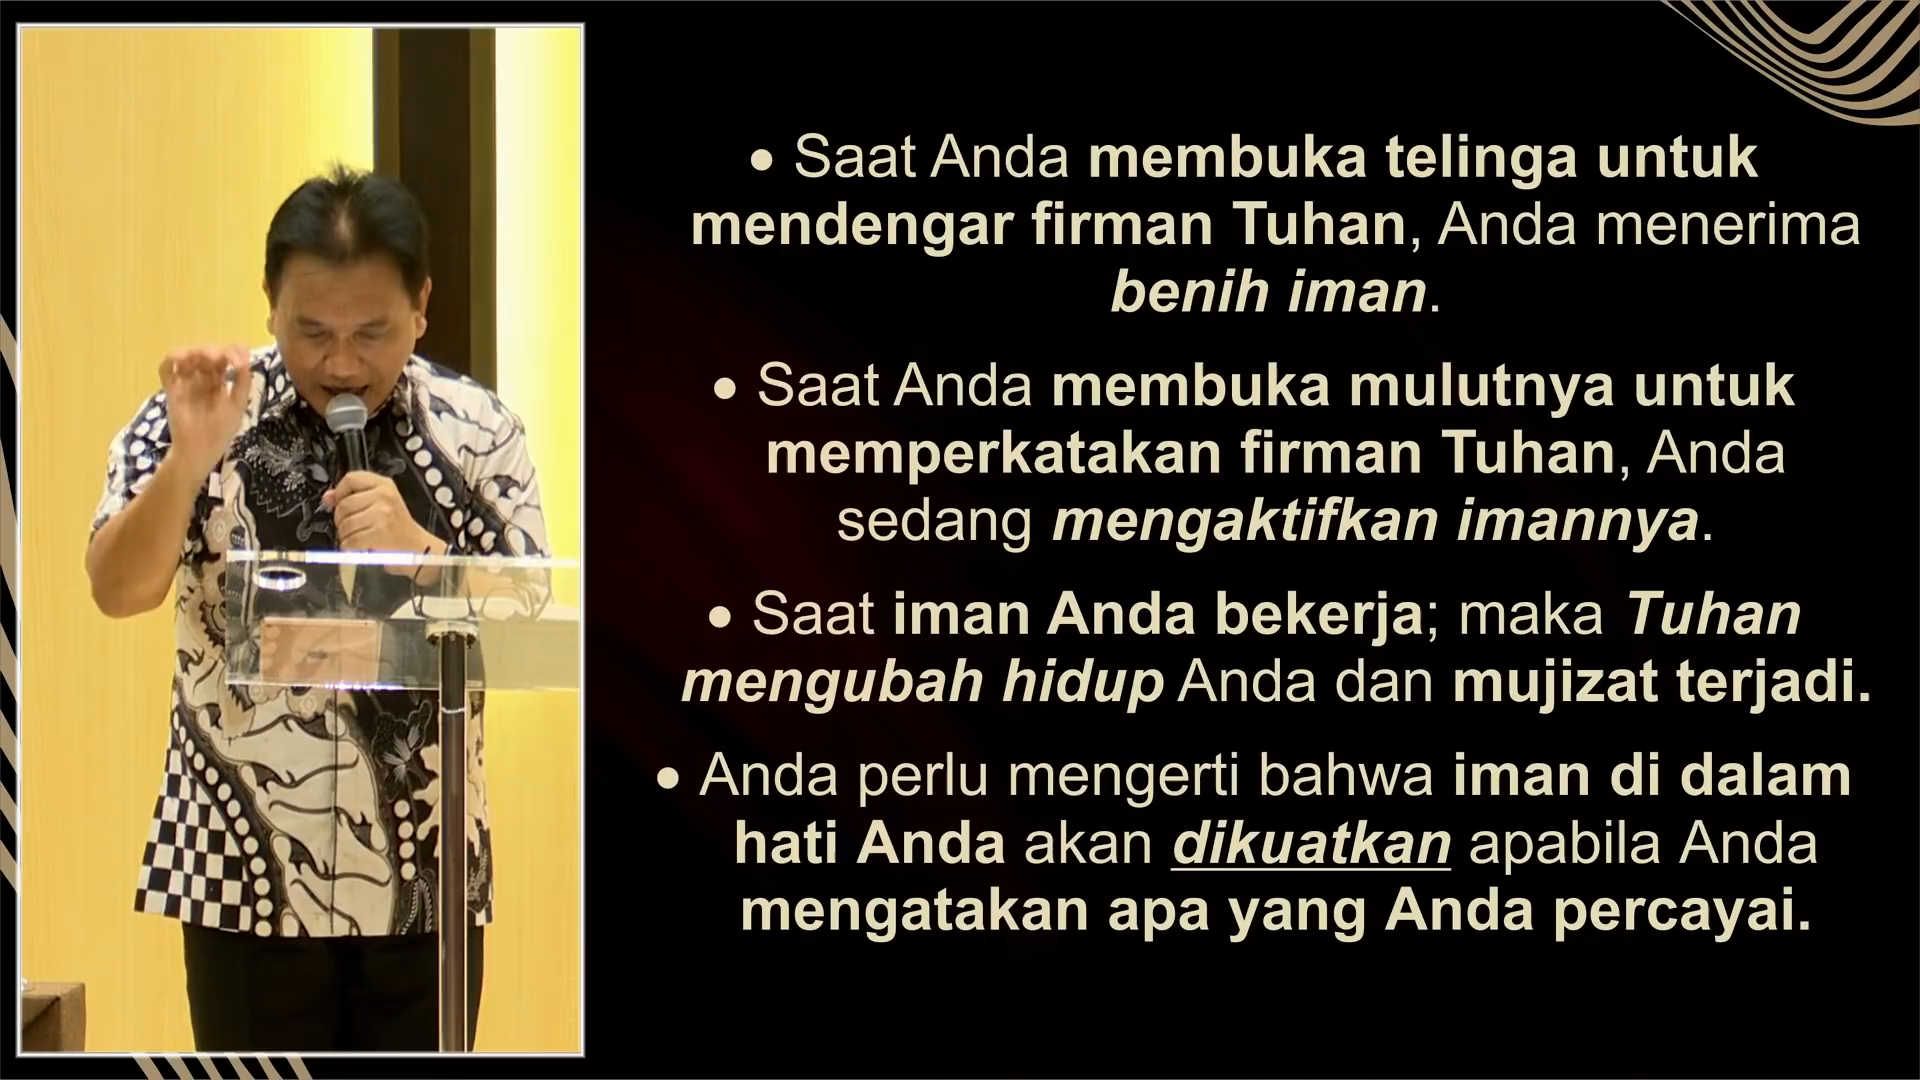 • Saat Anda membuka telinga untuk
mendengar firman Tuhan, Anda menerima
benih iman.
• Saat Anda membuka mulutnya untuk
memperkatakan firman Tuhan, Anda
sedang mengaktifkan imannya.
• Saat iman Anda bekerja; maka Tuhan
mengubah hidup Anda dan mujizat terjadi.
• Anda perlu mengerti bahwa iman di dalam
hati Anda akan dikuatkan apabila Anda
mengatakan apa yang Anda percayai.